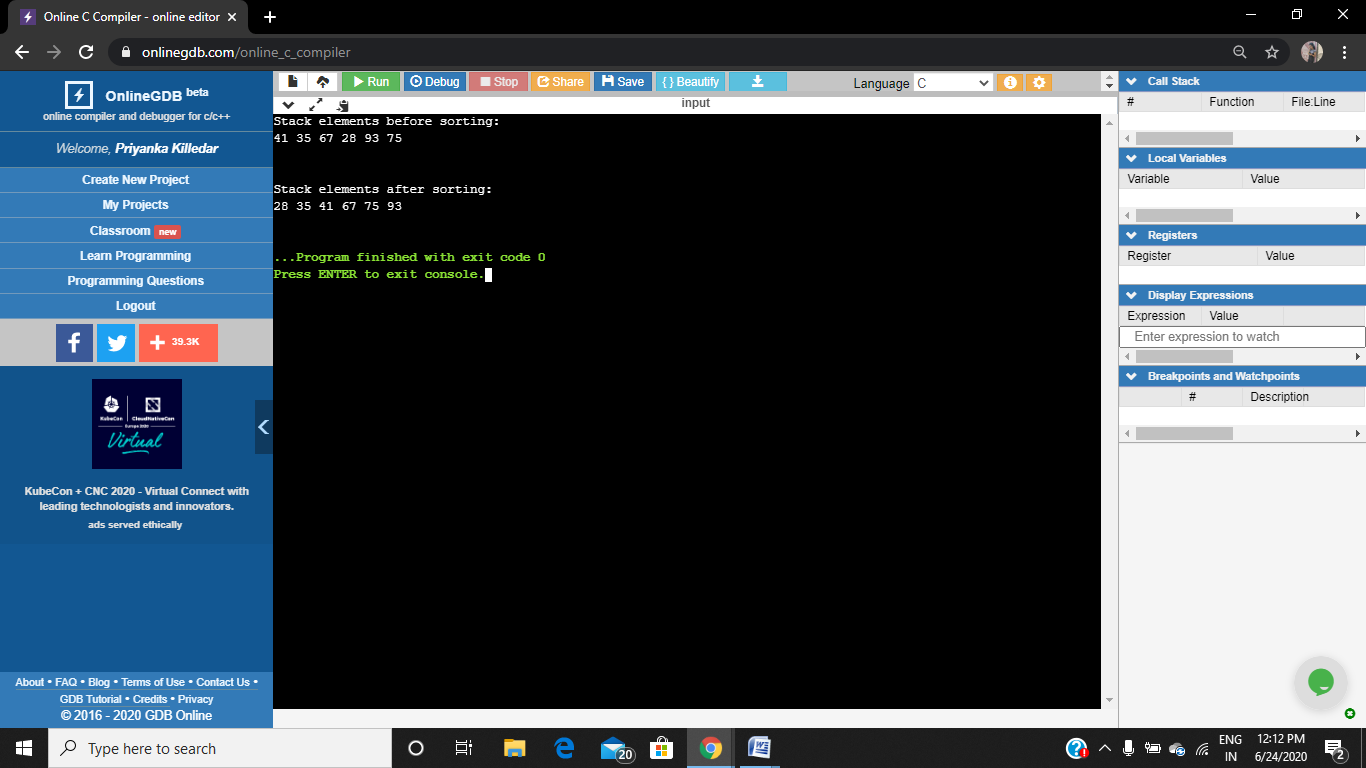 Online C Compiler - online editor
onlinegdb.com/online_c_compiler
OnlineGDB beta
online compiler and debugger for c/c++
Welcome, Priyanka Killedar
Create New Project
My Projects
Classroom new
Learn Programming
Programming Questions
Logout
39.3K
KubeCon CloudNativeCon
Europe 2020
Virtual
KubeCon + CNC 2020 - Virtual Connect with
leading technologists and innovators.
ads served ethically
About • FAQ • Blog • Terms of Use • Contact Us •
GDB Tutorial • Credits • Privacy
© 2016 - 2020 GDB Online
Run Debug Stop Share Save { } Beautify Language C
input
Stack elements before sorting:
41 35 67 28 93 75
Stack elements after sorting:
28 35 41 67 75 93
...Program finished with exit code 0
Press ENTER to exit console.
Call Stack
# Function File:Line
Local Variables
Variable Value
Registers
Register Value
Display Expressions
Expression Value
Enter expression to watch
Breakpoints and Watchpoints
# Description
Type here to search
20
ENG
IN
12:12 PM
6/24/2020
2